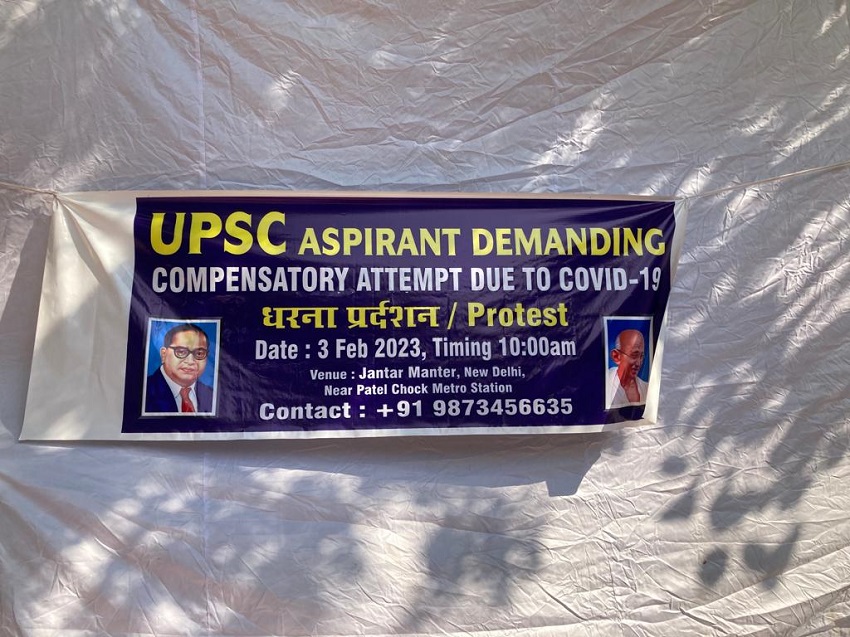 UPSC ASPIRANT DEMANDING
COMPENSATORY ATTEMPT DUE TO COVID-19
धरना प्रर्दशन / Protest
Date : 3 Feb 2023, Timing 10:00am
Venue : Jantar Manter, New Delhi,
Near Patel Chock Metro Station
Contact : +91 9873456635